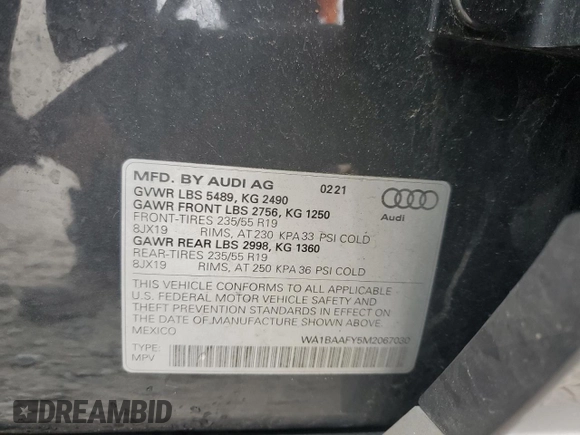 MFD. BY AUDI AG 02.21
GVWR LBS 5489, KG 2490
GAWR FRONT LBS 2756, KG 1250
FRONT-TIRES 235/55 R19
8JX19 RIMS, AT 230 KPA 33 PSI COLD
GAWR REAR LBS 2998, KG 1360
REAR-TIRES 235/55 R19
8JX19 RIMS, AT 250 KPA 36 PSI COLD
Audi
THIS VEHICLE CONFORMS TO ALL APPLICABLE
U.S. FEDERAL MOTOR VEHICLE SAFETY AND
THEFT PREVENTION STANDARDS IN EFFECT ON
THE DATE OF MANUFACTURE SHOWN ABOVE.
MEXICO
WA1BAAFY5M2067030
TYPE:
MPV
DREAMBID